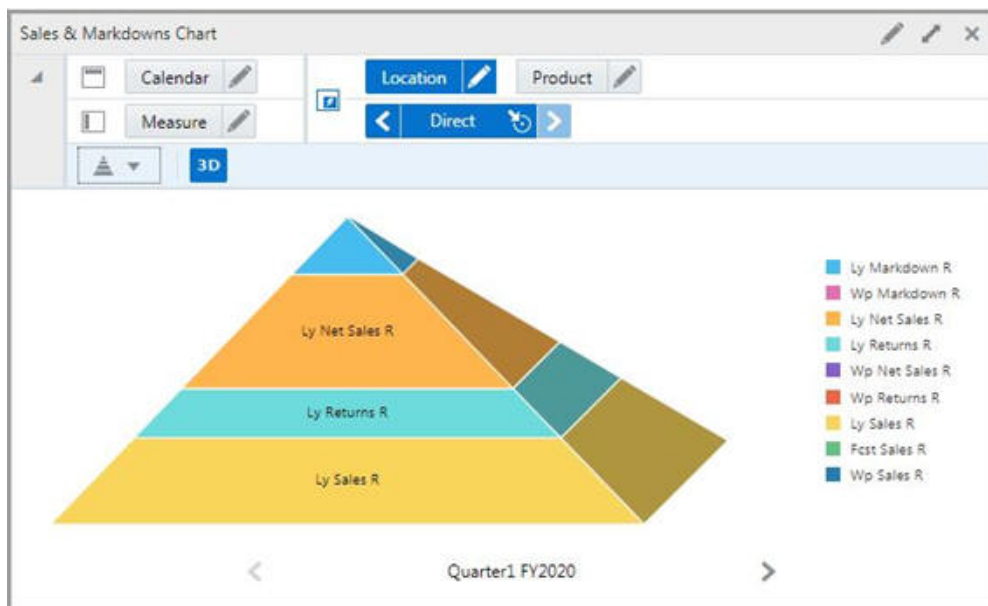 Sales & Markdowns Chart
Calendar
Location
Product
Measure
Direct
3D
Ly Net Sales R
Ly Returns R
Ly Sales R
Ly Markdown R
Wp Markdown R
Ly Net Sales R
Ly Returns R
Wp Net Sales R
Wp Returns R
Ly Sales R
Fcst Sales R
Wp Sales R
Quarter1 FY2020